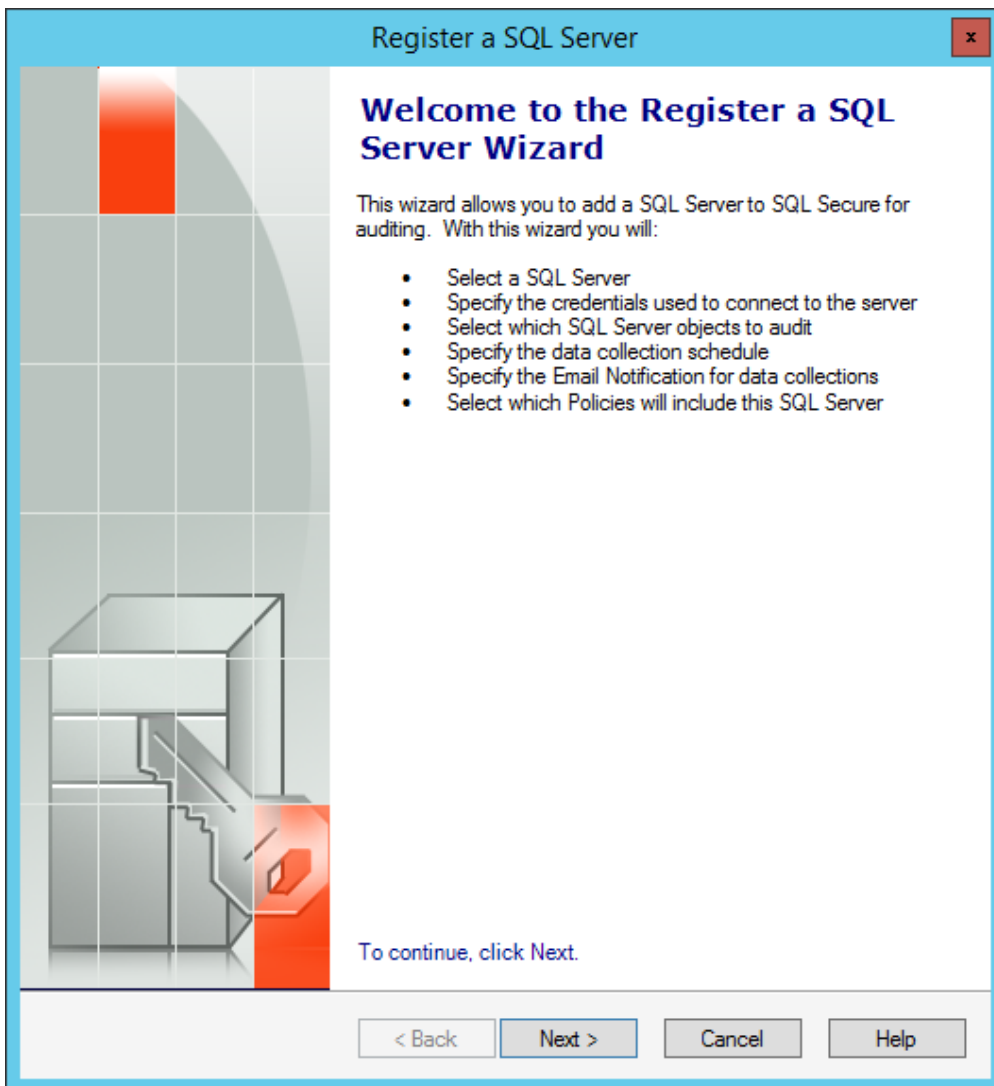 Register a SQL Server
x
Welcome to the Register a SQL
Server Wizard
This wizard allows you to add a SQL Server to SQL Secure for
auditing.  With this wizard you will:
• Select a SQL Server
• Specify the credentials used to connect to the server
• Select which SQL Server objects to audit
• Specify the data collection schedule
• Specify the Email Notification for data collections
• Select which Policies will include this SQL Server
To continue, click Next.
< Back
Next >
Cancel
Help